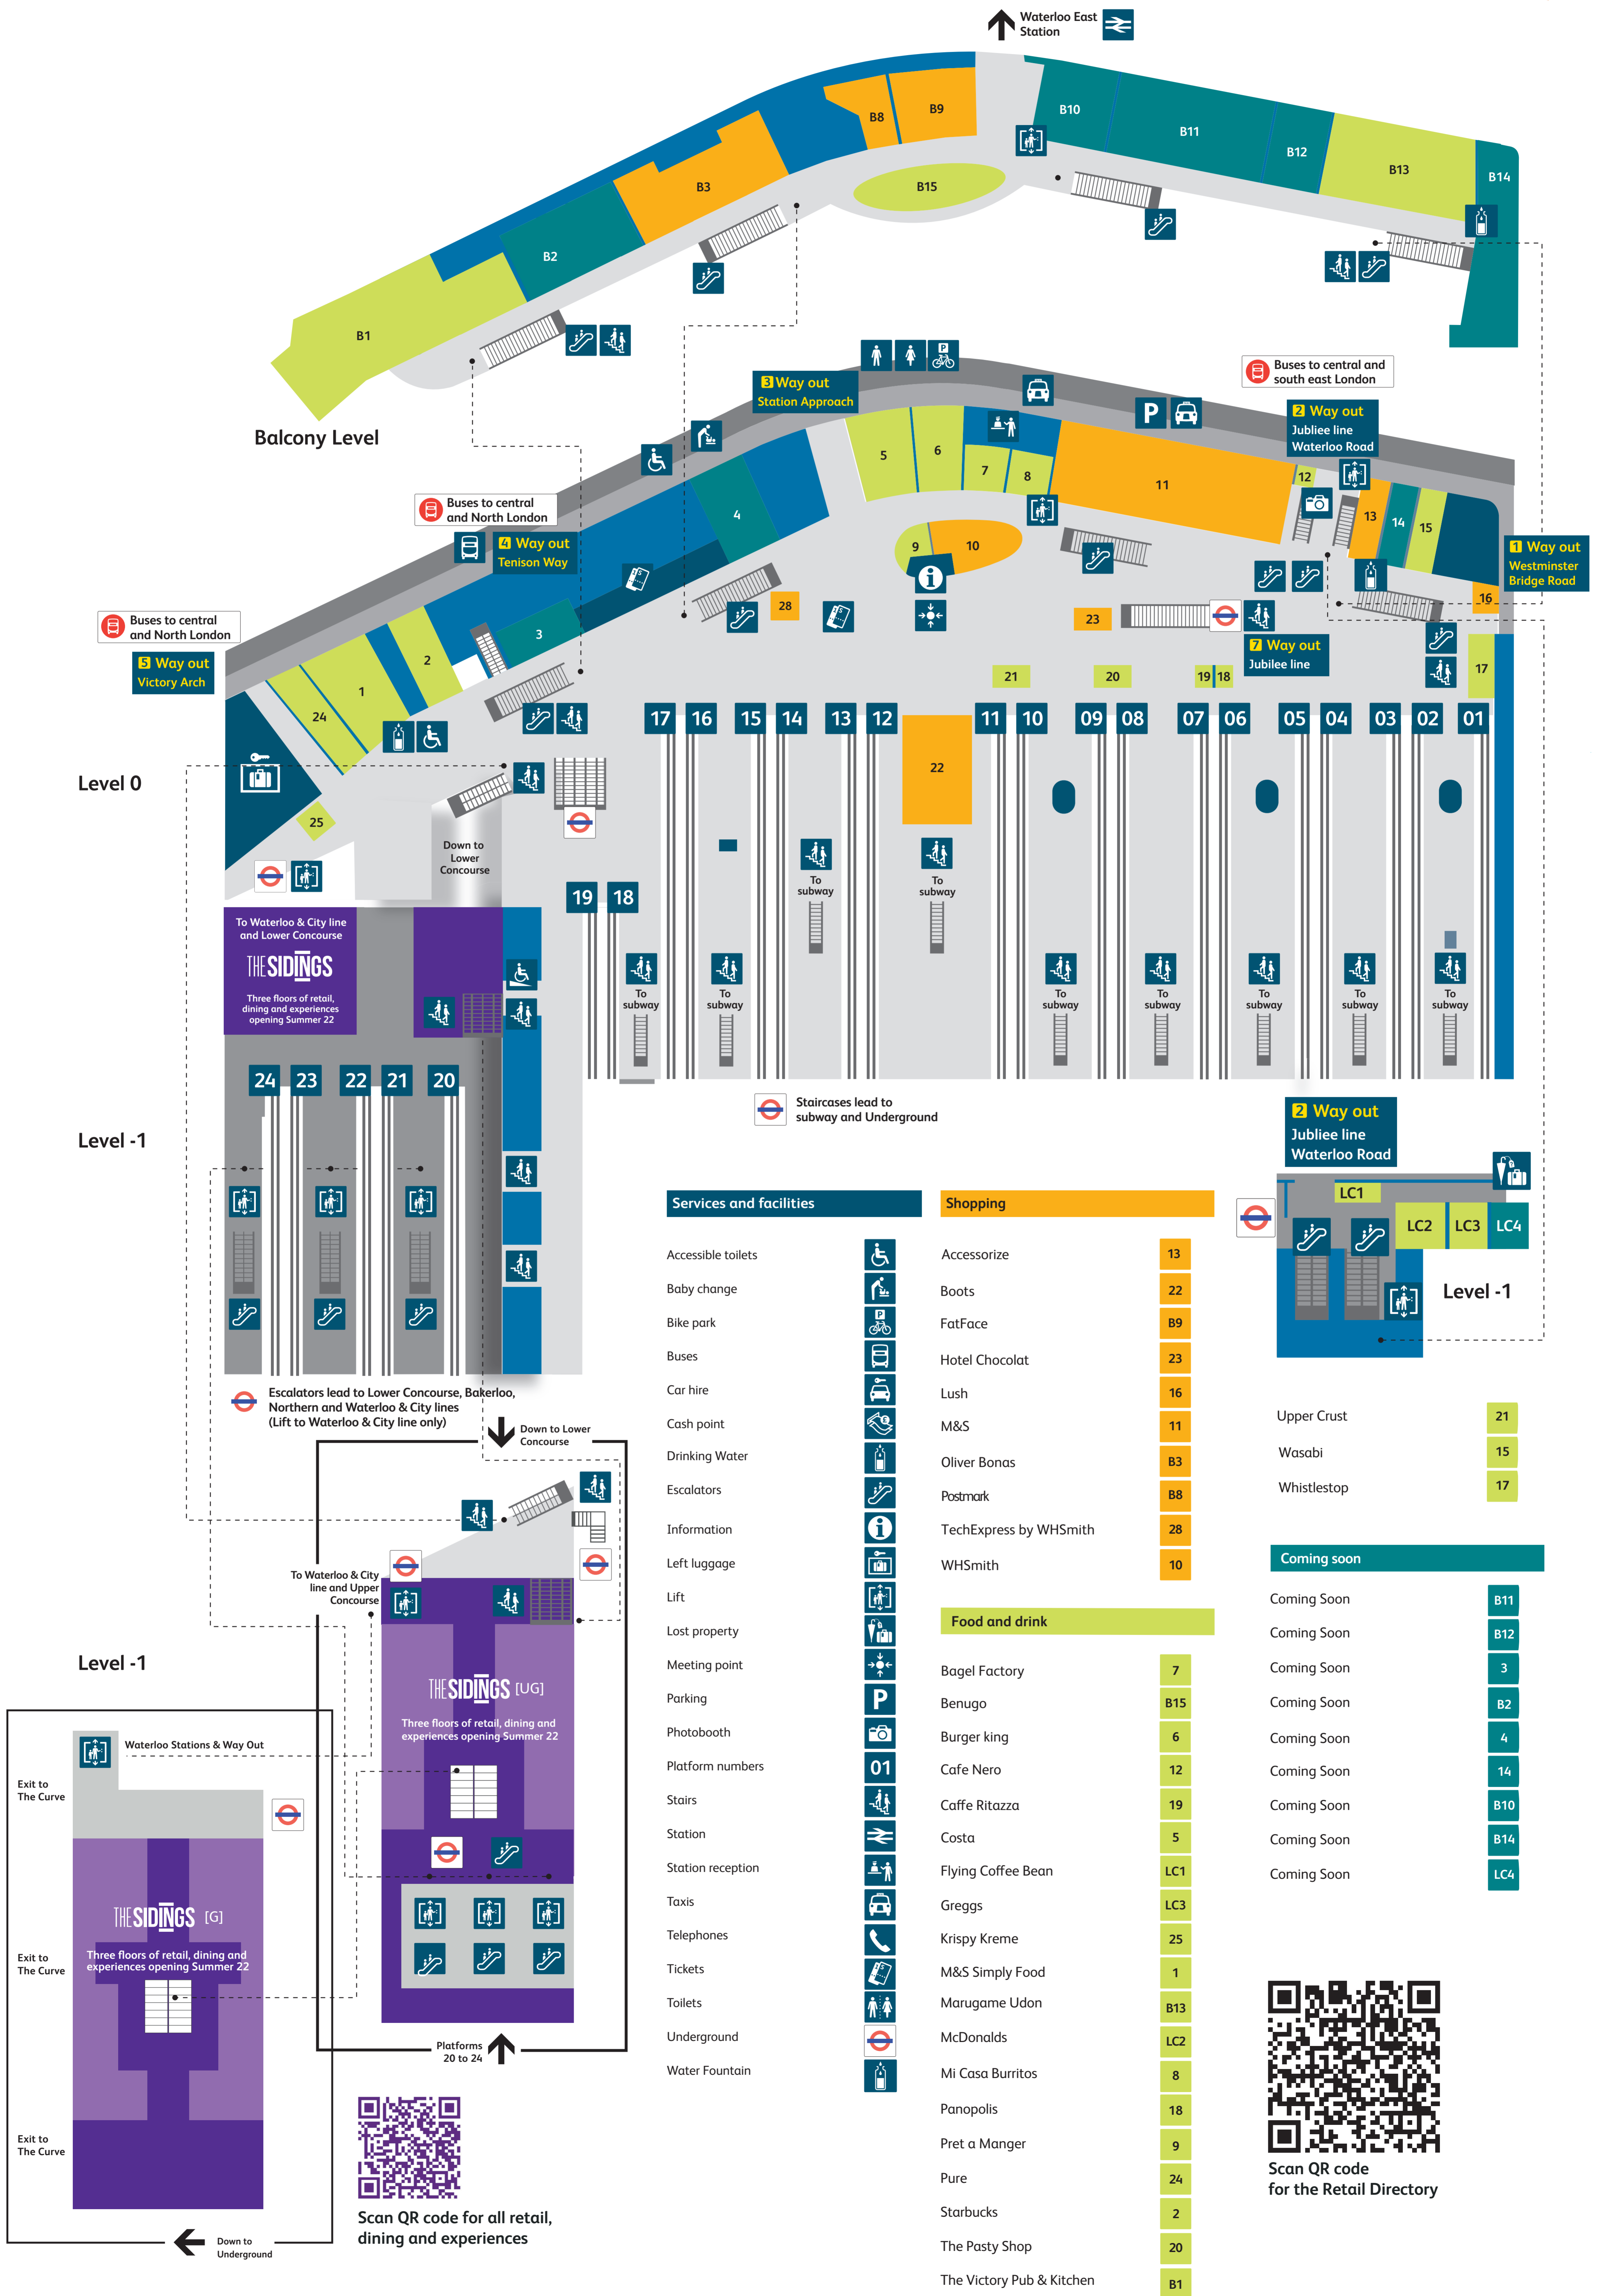 Waterloo East
Station
B8
B9
B10
B11
B12
B13
B14
B3
B15
B2
B1
Balcony Level
3 Way out
Station Approach
Buses to central and
south east London
2 Way out
Jubliee line
Waterloo Road
P
P
5
6
7
8
11
12
13
14
15
4
Buses to central
and North London
4 Way out
Tenison Way
9
10
1 Way out
Westminster
Bridge Road
16
28
23
3
Buses to central
and North London
5 Way out
Victory Arch
7 Way out
Jubilee line
2
1
24
21
20
19
18
17
17
16
15
14
13
12
11
10
09
08
07
06
05
04
03
02
01
22
Level 0
25
Down to
Lower
Concourse
To
subway
To
subway
19
18
To Waterloo & City line
and Lower Concourse
THE SIDINGS
Three floors of retail,
dining and experiences
opening Summer 22
To
subway
To
subway
To
subway
To
subway
To
subway
To
subway
To
subway
24
23
22
21
20
Level -1
Staircases lead to
subway and Underground
2 Way out
Jubliee line
Waterloo Road
LC1
LC2
LC3
LC4
Level -1
Escalators lead to Lower Concourse, Bakerloo,
Northern and Waterloo & City lines
(Lift to Waterloo & City line only)
Down to Lower
Concourse
To Waterloo & City
line and Upper
Concourse
Level -1
THE SIDINGS [UG]
Three floors of retail, dining and
experiences opening Summer 22
Waterloo Stations & Way Out
Exit to
The Curve
THE SIDINGS [G]
Three floors of retail, dining and
experiences opening Summer 22
Exit to
The Curve
Exit to
The Curve
Platforms
20 to 24
Down to
Underground
Scan QR code for all retail,
dining and experiences
Services and facilities
Accessible toilets
Baby change
Bike park
Buses
Car hire
Cash point
Drinking Water
Escalators
Information
Left luggage
Lift
Lost property
Meeting point
Parking P
Photobooth
Platform numbers 01
Stairs
Station
Station reception
Taxis
Telephones
Tickets
Toilets
Underground
Water Fountain
Shopping
Accessorize 13
Boots 22
FatFace B9
Hotel Chocolat 23
Lush 16
M&S 11
Oliver Bonas B3
Postmark B8
TechExpress by WHSmith 28
WHSmith 10
Food and drink
Bagel Factory 7
Benugo B15
Burger king 6
Cafe Nero 12
Caffe Ritazza 19
Costa 5
Flying Coffee Bean LC1
Greggs LC3
Krispy Kreme 25
M&S Simply Food 1
Marugame Udon B13
McDonalds LC2
Mi Casa Burritos 8
Panopolis 18
Pret a Manger 9
Pure 24
Starbucks 2
The Pasty Shop 20
The Victory Pub & Kitchen B1
Upper Crust 21
Wasabi 15
Whistlestop 17
Coming soon
Coming Soon B11
Coming Soon B12
Coming Soon 3
Coming Soon B2
Coming Soon 4
Coming Soon 14
Coming Soon B10
Coming Soon B14
Coming Soon LC4
Scan QR code
for the Retail Directory